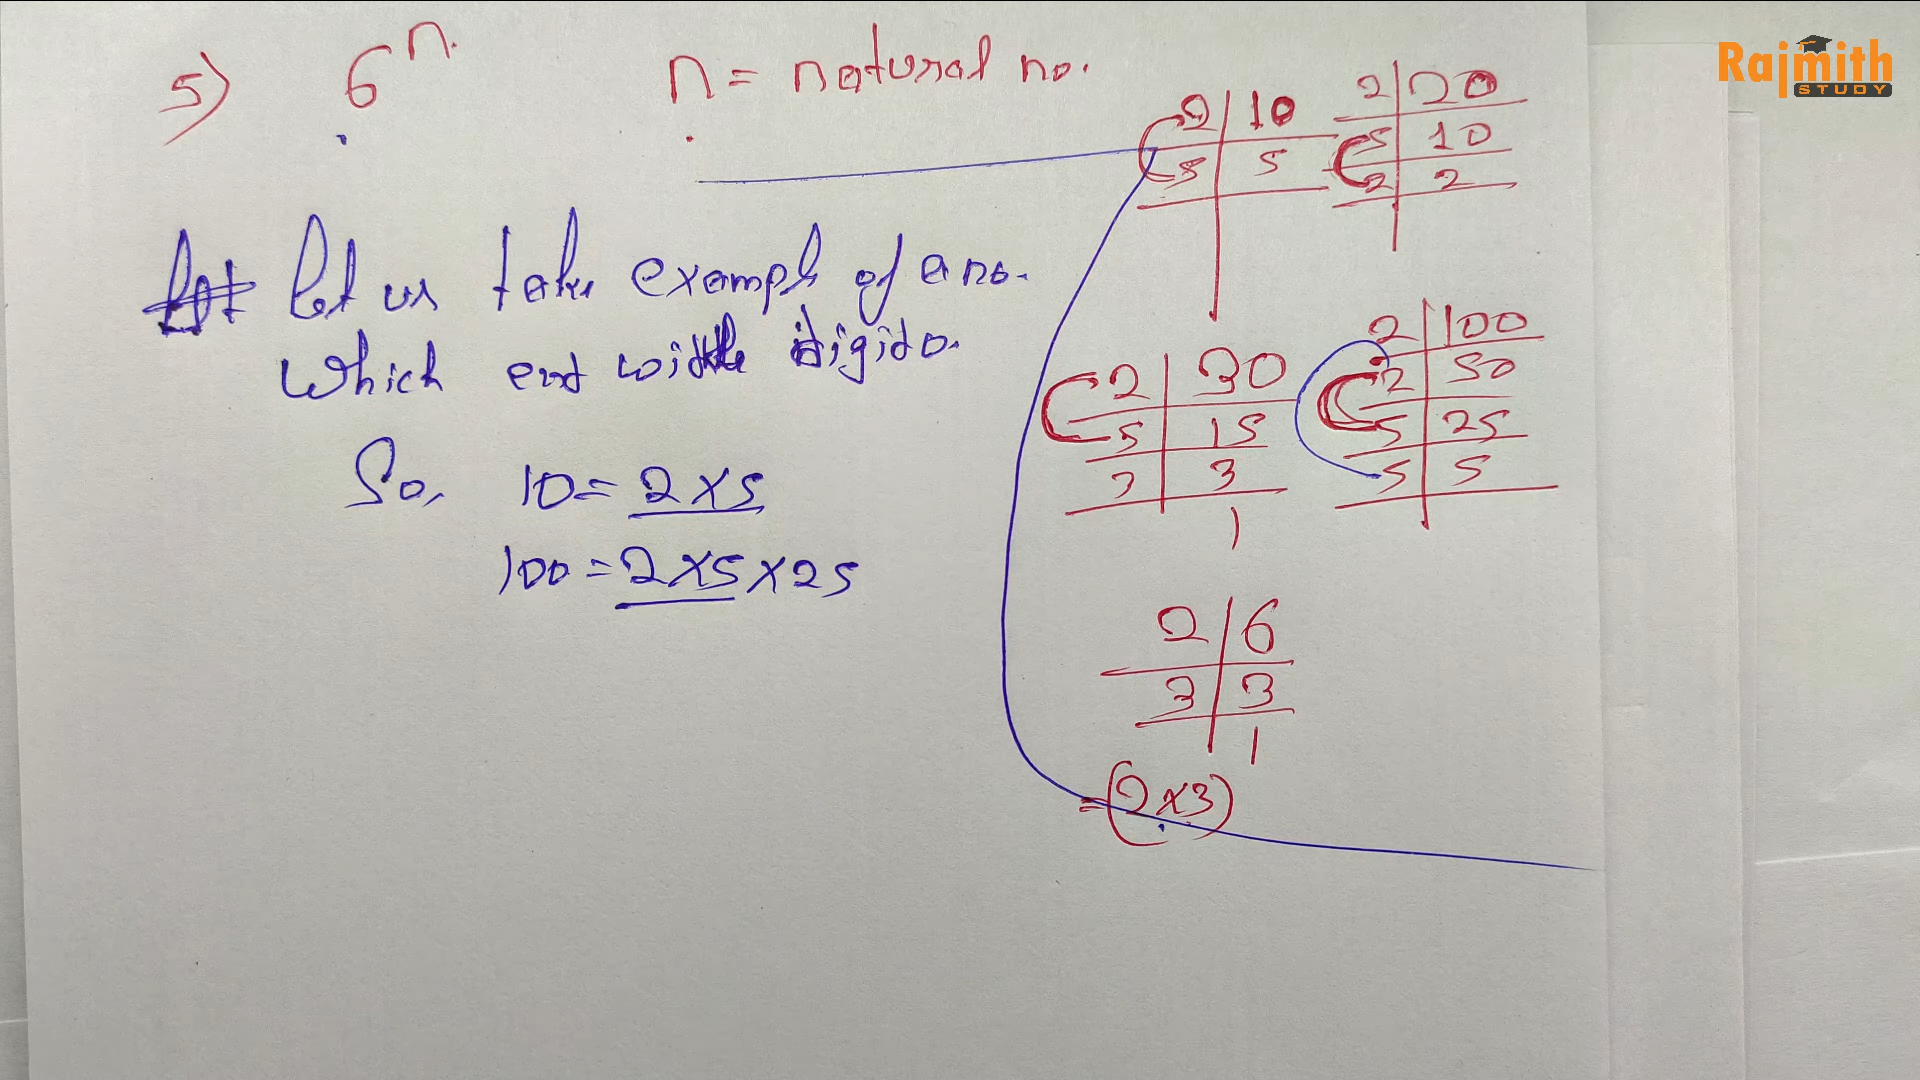 5) 6^n. n = natural no.
2 | 10
5 | 5
2 | 20
5 | 10
2 | 2
let us take example of a no.
which end with digit 0.
So, 10 = 2 × 5
100 = 2 × 5 × 25
2 | 30
5 | 15
3 | 3
1
2 | 100
2 | 50
5 | 25
5 | 5
2 | 6
3 | 3
1
= (2 × 3)
Rajmith
STUDY